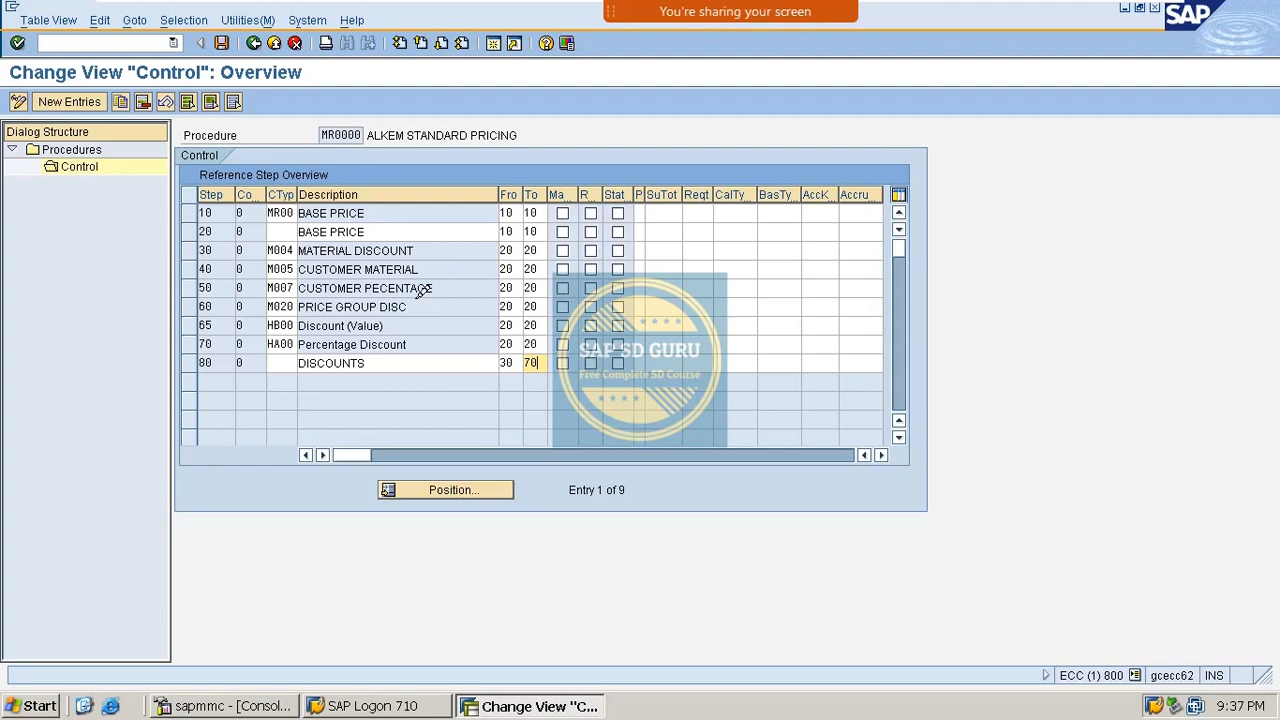 You're sharing your screen
Table View Edit Goto Selection Utilities(M) System Help
SAP
Change View "Control": Overview
New Entries
Dialog Structure
Procedures
Control
Procedure MR0000 ALKEM STANDARD PRICING
Control
Reference Step Overview
Step Co... CTyp Description Fro To Ma... R... Stat... P SuTot Reqt CalTy... BasTy... AccK... Accru...
10 0 MR00 BASE PRICE 10 10
20 0 BASE PRICE 10 10
30 0 M004 MATERIAL DISCOUNT 20 20
40 0 M005 CUSTOMER MATERIAL 20 20
50 0 M007 CUSTOMER PECENTAGE 20 20
60 0 M020 PRICE GROUP DISC 20 20
65 0 HB00 Discount (Value) 20 20
70 0 HA00 Percentage Discount 20 20
80 0 DISCOUNTS 30 70
SAP SD GURU
Free Complete SD Course
Position... Entry 1 of 9
ECC (1) 800 gcecc62 INS
Start sapmmc - [Consol... SAP Logon 710 Change View "C... 9:37 PM